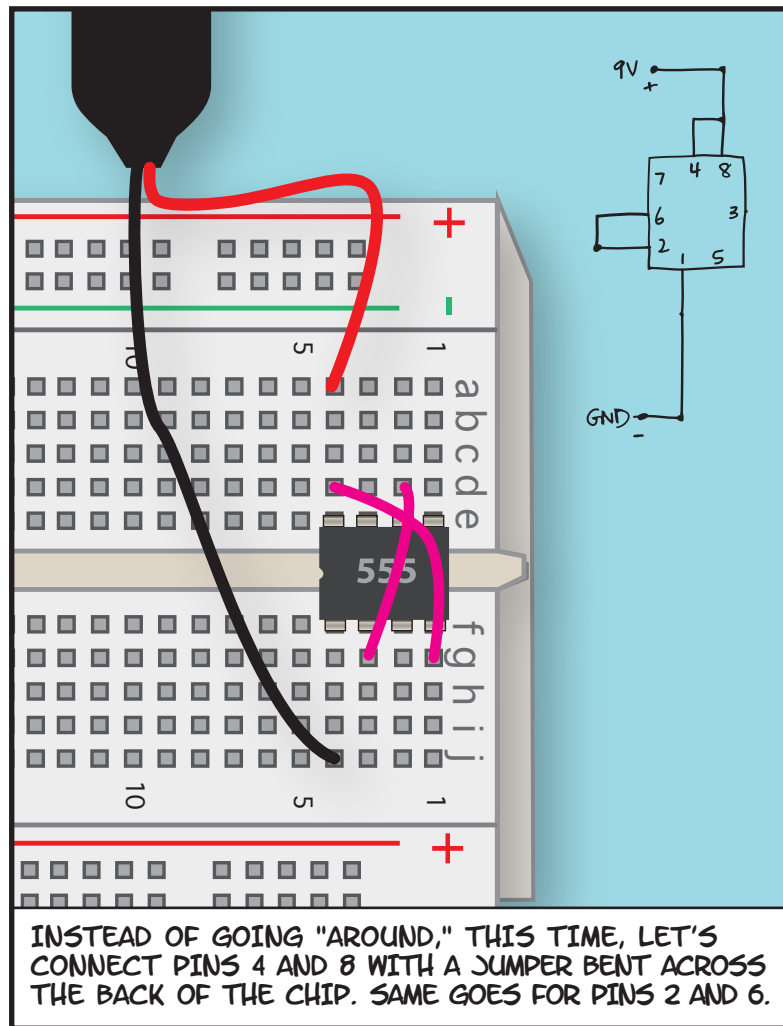 9V
+
4 8
7
6
3
2
1
5
GND
-
+
-
10 5 1
a
b
c
d
e
555
f
g
h
i
j
10 5 1
+
INSTEAD OF GOING "AROUND," THIS TIME, LET'S
CONNECT PINS 4 AND 8 WITH A JUMPER BENT ACROSS
THE BACK OF THE CHIP. SAME GOES FOR PINS 2 AND 6.